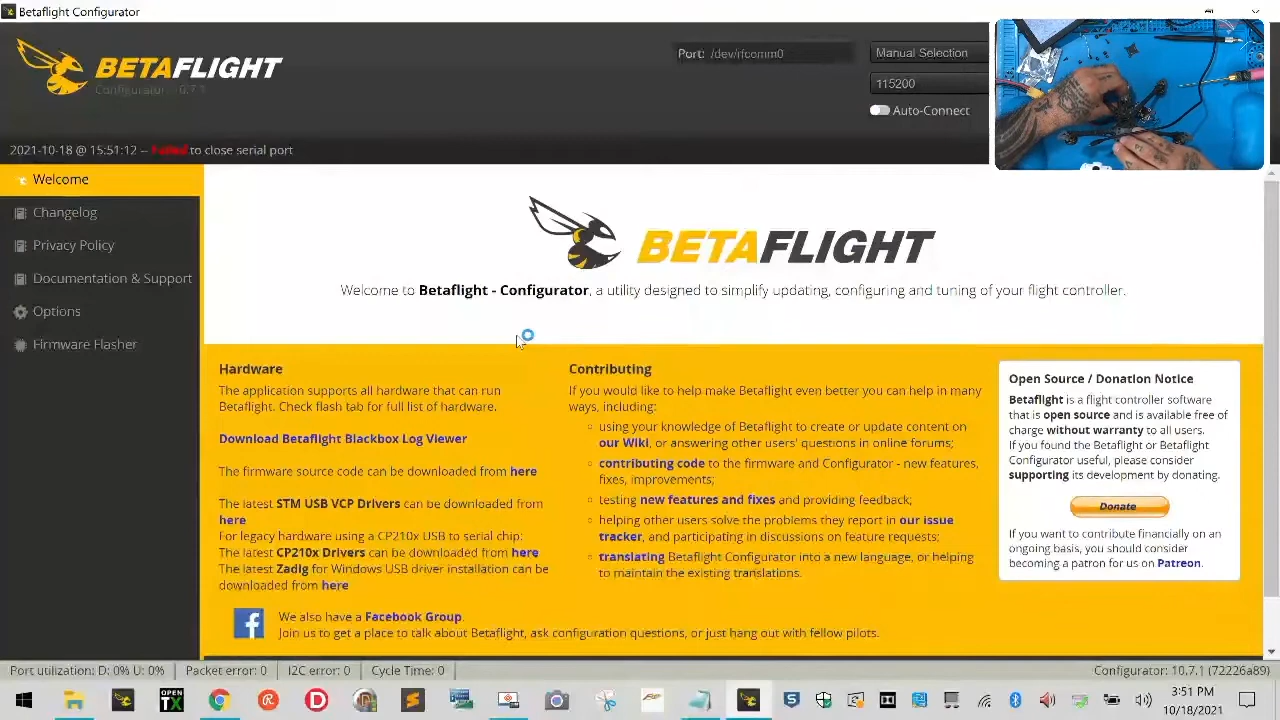 Betaflight Configurator
BETAFLIGHT
Configurator - 10.7.1
Port: /dev/rfcomm0
Manual Selection
115200
Auto-Connect
2021-10-18 @ 15:51:12 -- Failed to close serial port
Welcome
Changelog
Privacy Policy
Documentation & Support
Options
Firmware Flasher
BETAFLIGHT
Welcome to Betaflight - Configurator, a utility designed to simplify updating, configuring and tuning of your flight controller.
Hardware
The application supports all hardware that can run
Betaflight. Check flash tab for full list of hardware.
Download Betaflight Blackbox Log Viewer
The firmware source code can be downloaded from here
The latest STM USB VCP Drivers can be downloaded from
here
For legacy hardware using a CP210x USB to serial chip:
The latest CP210x Drivers can be downloaded from here
The latest Zadig for Windows USB driver installation can be
downloaded from here
Contributing
If you would like to help make Betaflight even better you can help in many
ways, including:
using your knowledge of Betaflight to create or update content on
our Wiki, or answering other users' questions in online forums;
contributing code to the firmware and Configurator - new features,
fixes, improvements;
testing new features and fixes and providing feedback;
helping other users solve the problems they report in our issue
tracker, and participating in discussions on feature requests;
translating Betaflight Configurator into a new language, or helping
to maintain the existing translations.
Open Source / Donation Notice
Betaflight is a flight controller software
that is open source and is available free of
charge without warranty to all users.
If you found the Betaflight or Betaflight
Configurator useful, please consider
supporting its development by donating.
Donate
If you want to contribute financially on an
ongoing basis, you should consider
becoming a patron for us on Patreon.
We also have a Facebook Group.
Join us to get a place to talk about Betaflight, ask configuration questions, or just hang out with fellow pilots.
Port utilization: D: 0% U: 0%
Packet error: 0
I2C error: 0
Cycle Time: 0
Configurator: 10.7.1 (72226a89)
OPEN
TX
3:51 PM
10/18/2021